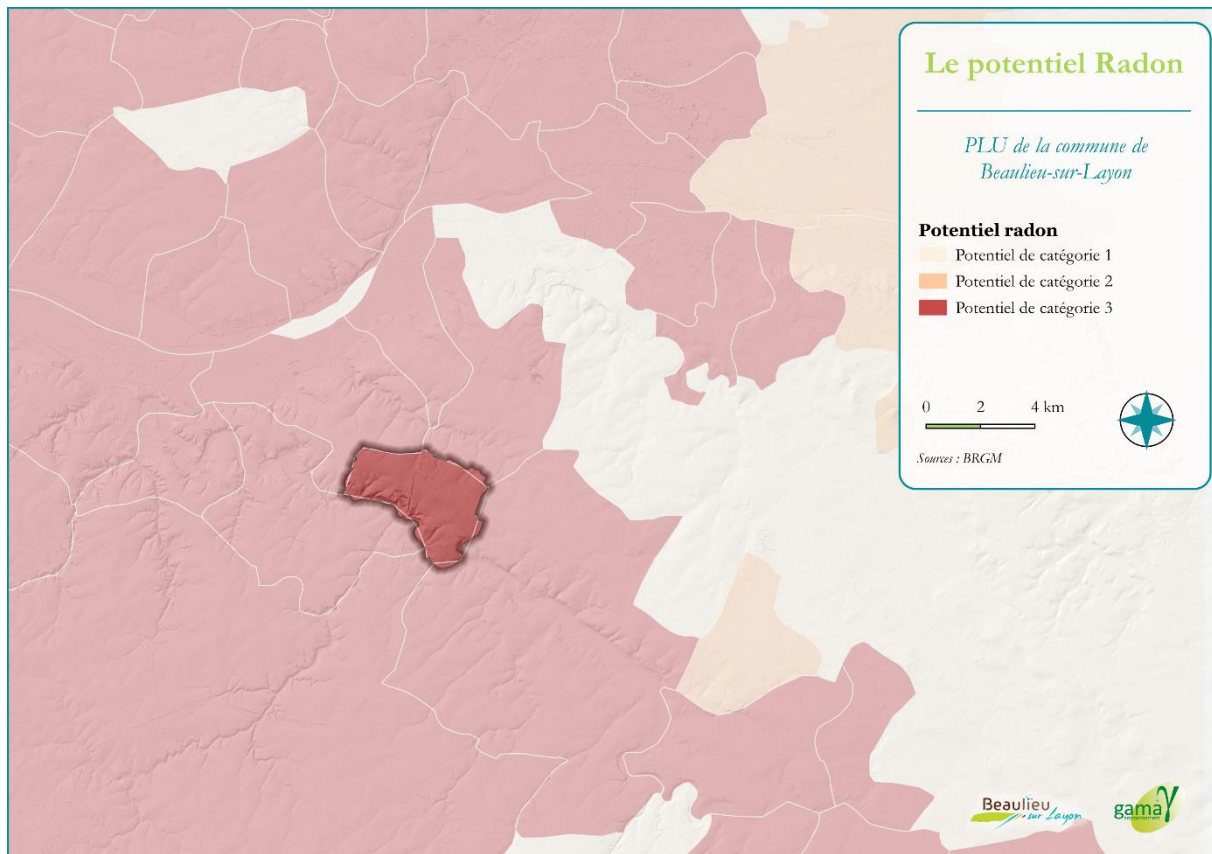 Le potentiel Radon
PLU de la commune de
Beaulieu-sur-Layon
Potentiel radon
Potentiel de catégorie 1
Potentiel de catégorie 2
Potentiel de catégorie 3
0 2 4 km
Sources : BRGM
Beaulieu
sur Layon
gama
environnement